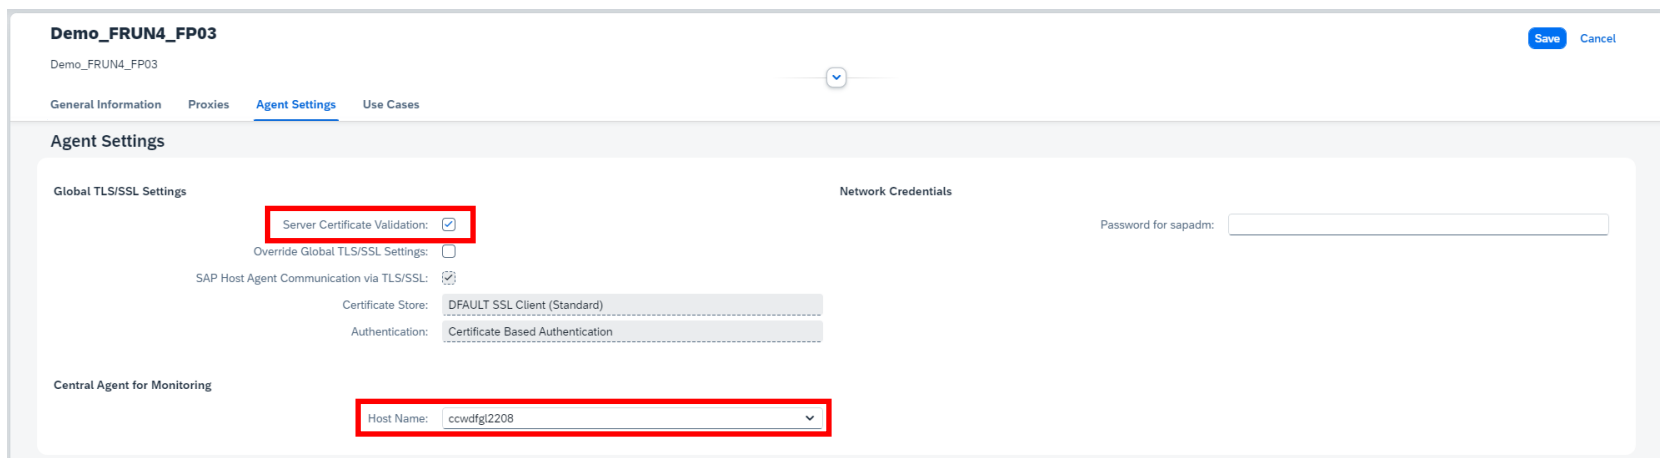 Demo_FRUN4_FP03
Save Cancel
Demo_FRUN4_FP03
General Information Proxies Agent Settings Use Cases
Agent Settings
Global TLS/SSL Settings
Network Credentials
Server Certificate Validation:
Password for sapadm:
Override Global TLS/SSL Settings:
SAP Host Agent Communication via TLS/SSL:
Certificate Store: DFAULT SSL Client (Standard)
Authentication: Certificate Based Authentication
Central Agent for Monitoring
Host Name: ccwdfgl2208